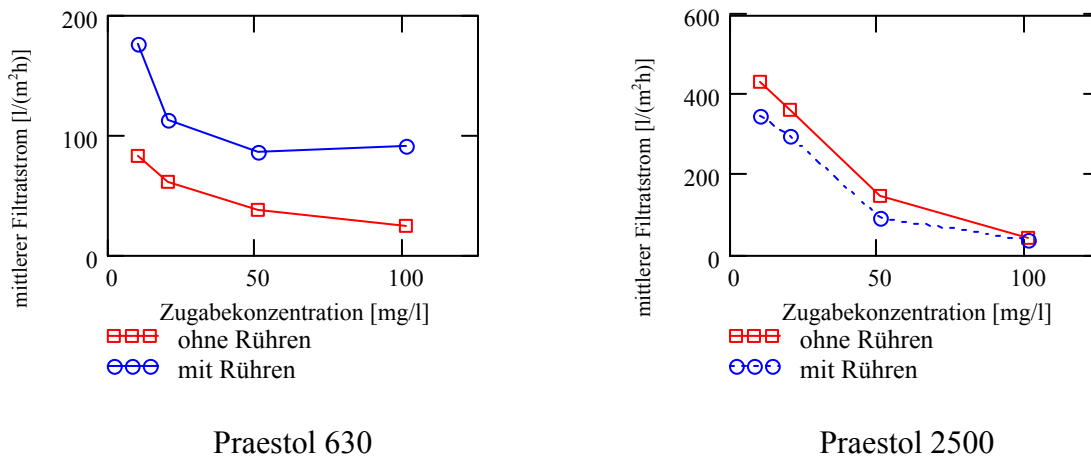 mittlerer Filtratstrom [l/(m²h)]
200
100
0
0 50 100
Zugabekonzentration [mg/l]
ohne Rühren
mit Rühren
Praestol 630
mittlerer Filtratstrom [l/(m²h)]
600
400
200
0
0 50 100
Zugabekonzentration [mg/l]
ohne Rühren
mit Rühren
Praestol 2500